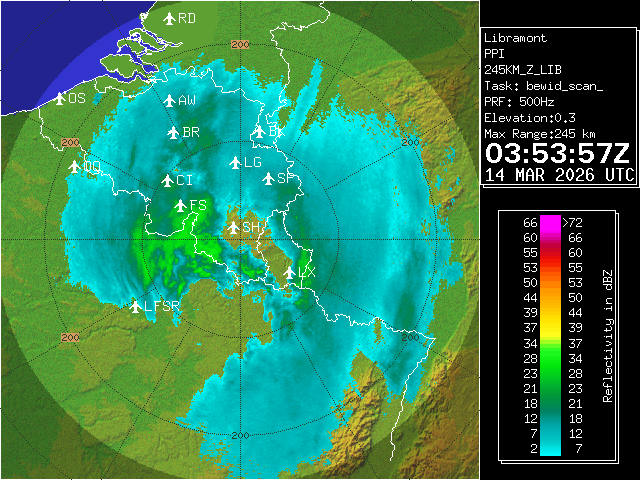 RD
200
OS
AW
BR
B
200
LG
DQ
CI
SP
FS
SH
LX
LFSR
200
200
200
Libramont
PPI
245KM_Z_LIB
Task: bewid_scan_
PRF: 500Hz
Elevation:0.3
Max Range:245 km
03:53:57Z
14 MAR 2026 UTC
66 >72
60 66
55 60
53 55
50 53
44 50
39 44
37 39
34 37
28 34
23 28
21 23
18 21
12 18
7 12
2 7
Reflectivity in dBZ